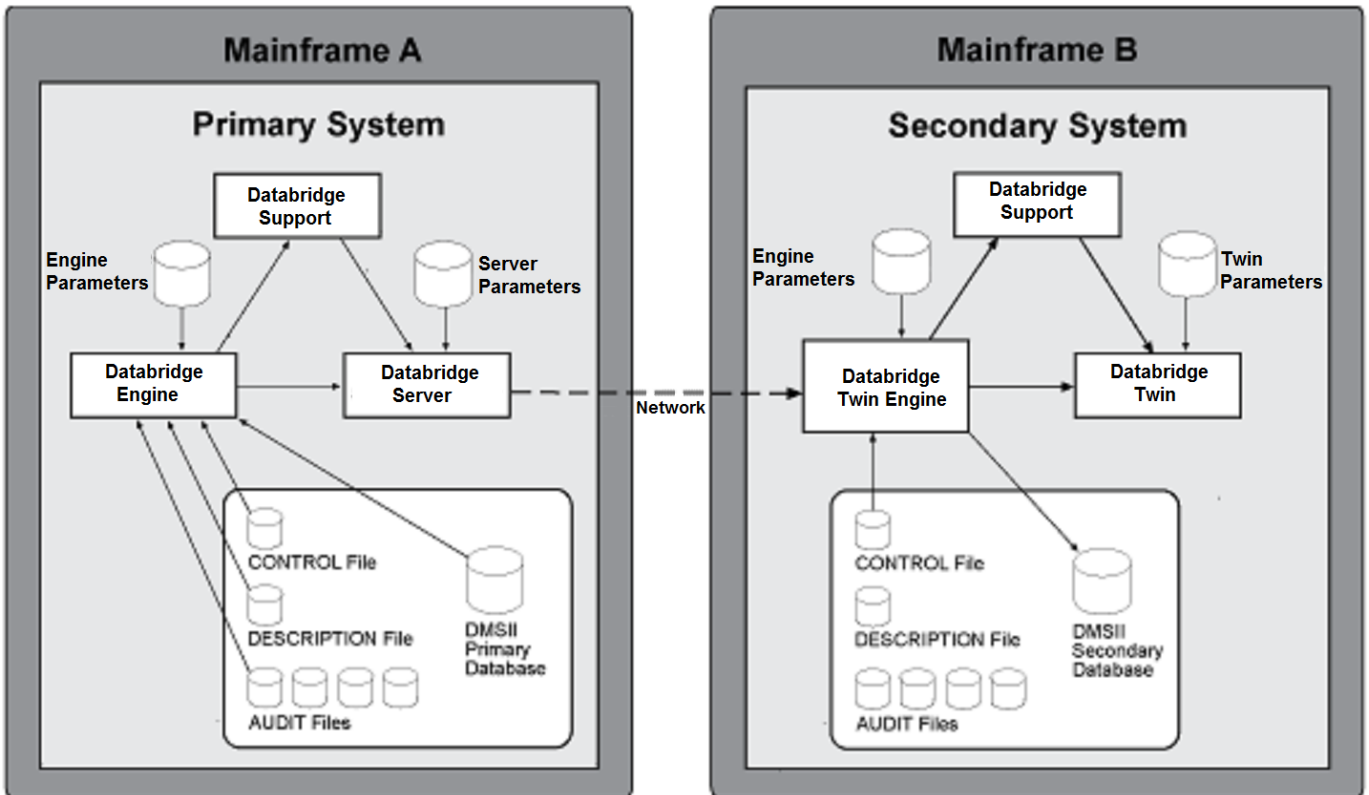 Mainframe A
Primary System
Databridge
Support
Engine
Parameters
Server
Parameters
Databridge
Engine
Databridge
Server
CONTROL File
DESCRIPTION File
AUDIT Files
DMSII
Primary
Database
Network
Mainframe B
Secondary System
Databridge
Support
Engine
Parameters
Twin
Parameters
Databridge
Twin Engine
Databridge
Twin
CONTROL File
DESCRIPTION File
AUDIT Files
DMSII
Secondary
Database